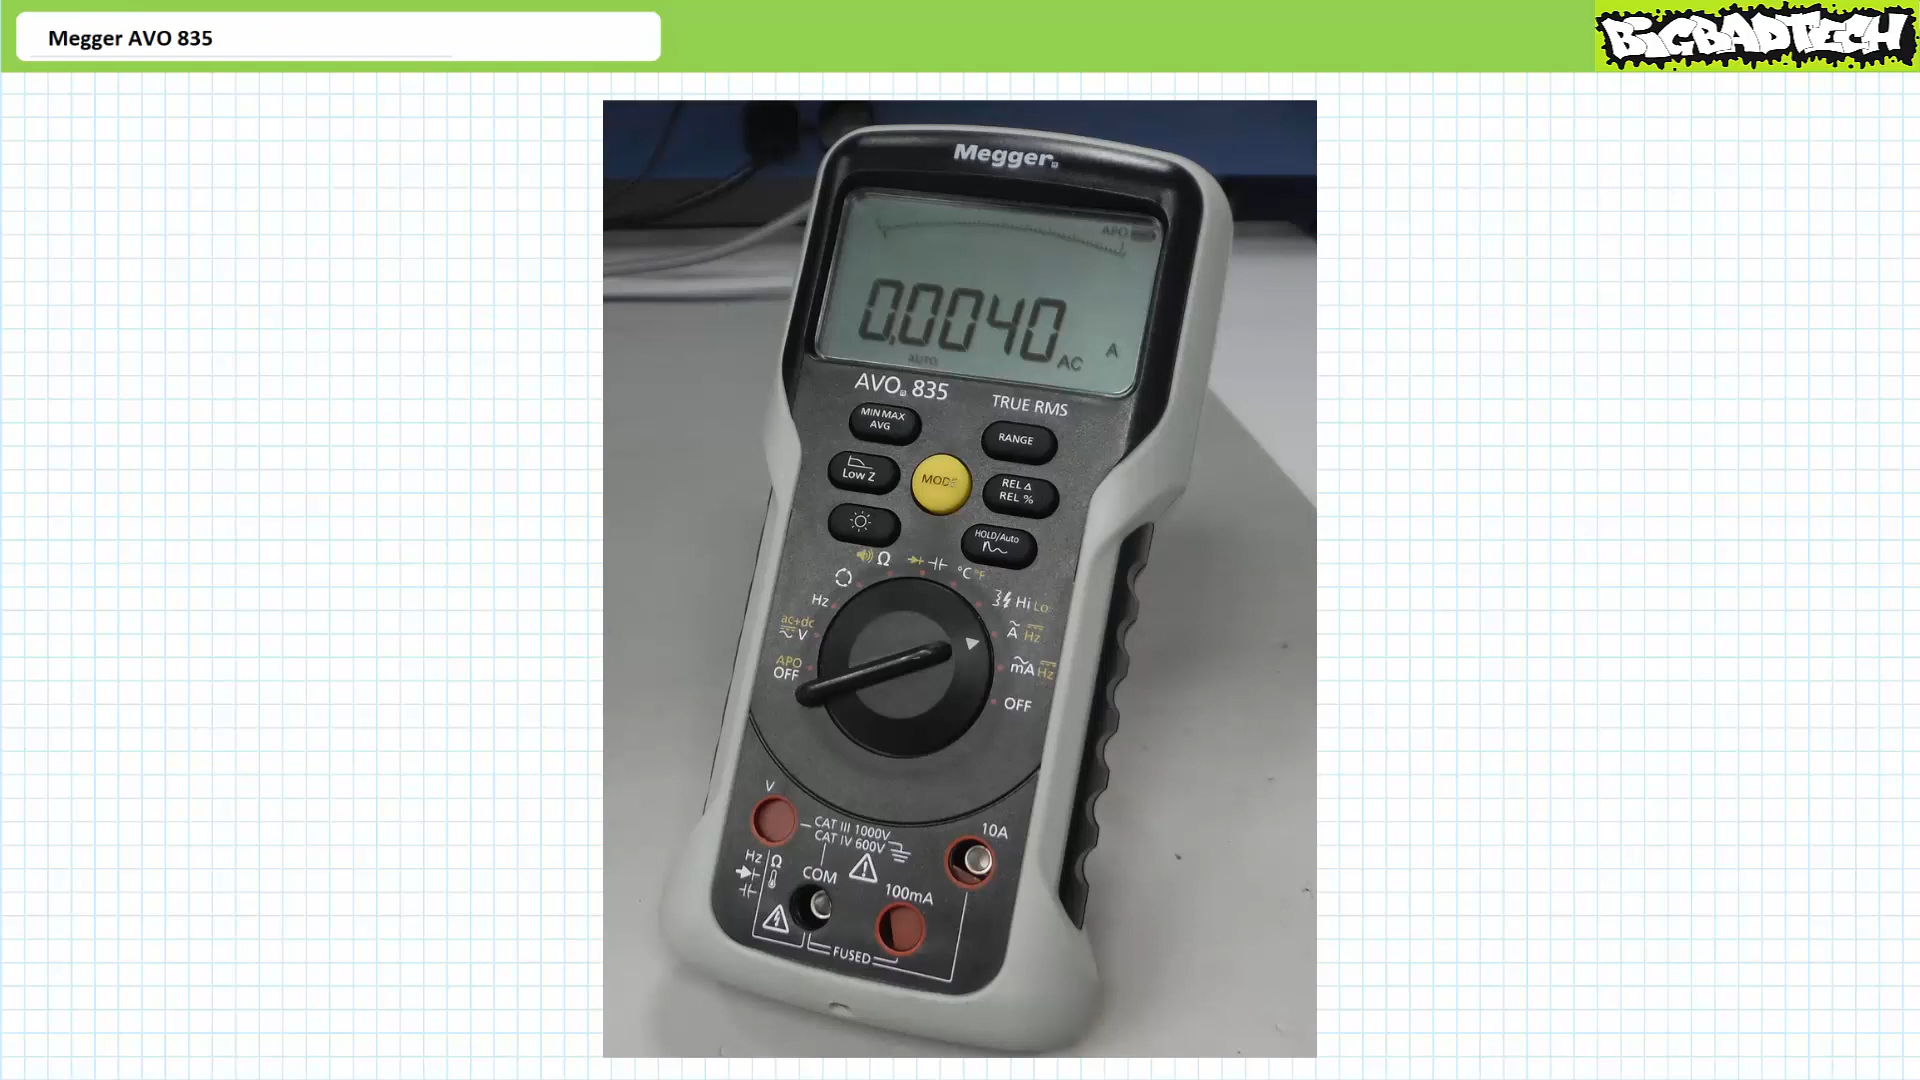 Megger AVO 835
BIGBADTECH
Megger
APO
0.0040 AC A
AUTO
AVO 835
TRUE RMS
MIN MAX
AVG
RANGE
Low Z
MODE
REL Δ
REL %
HOLD/Auto
Ω
°C °F
Hz
Hi Lo
ac+dc
V
A Hz
APO
OFF
mA Hz
OFF
V
CAT III 1000V
CAT IV 600V
10A
Hz Ω
COM
100mA
FUSED